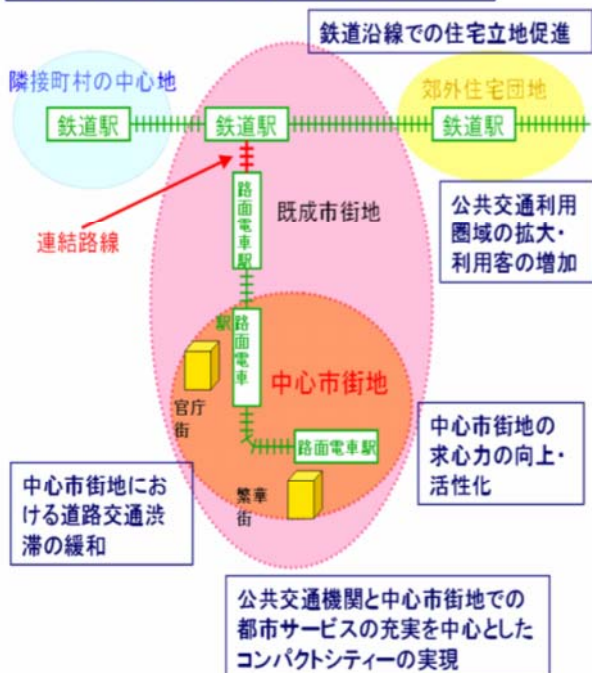 鉄道沿線での住宅立地促進
隣接町村の中心地
郊外住宅団地
鉄道駅
鉄道駅
鉄道駅
連結路線
路面電車駅
既成市街地
公共交通利用
圏域の拡大・
利用客の増加
路面電車
駅
中心市街地
官庁
街
路面電車駅
繁華
街
中心市街地の
求心力の向上・
活性化
中心市街地にお
ける道路交通渋
滞の緩和
公共交通機関と中心市街地での
都市サービスの充実を中心とした
コンパクトシティーの実現